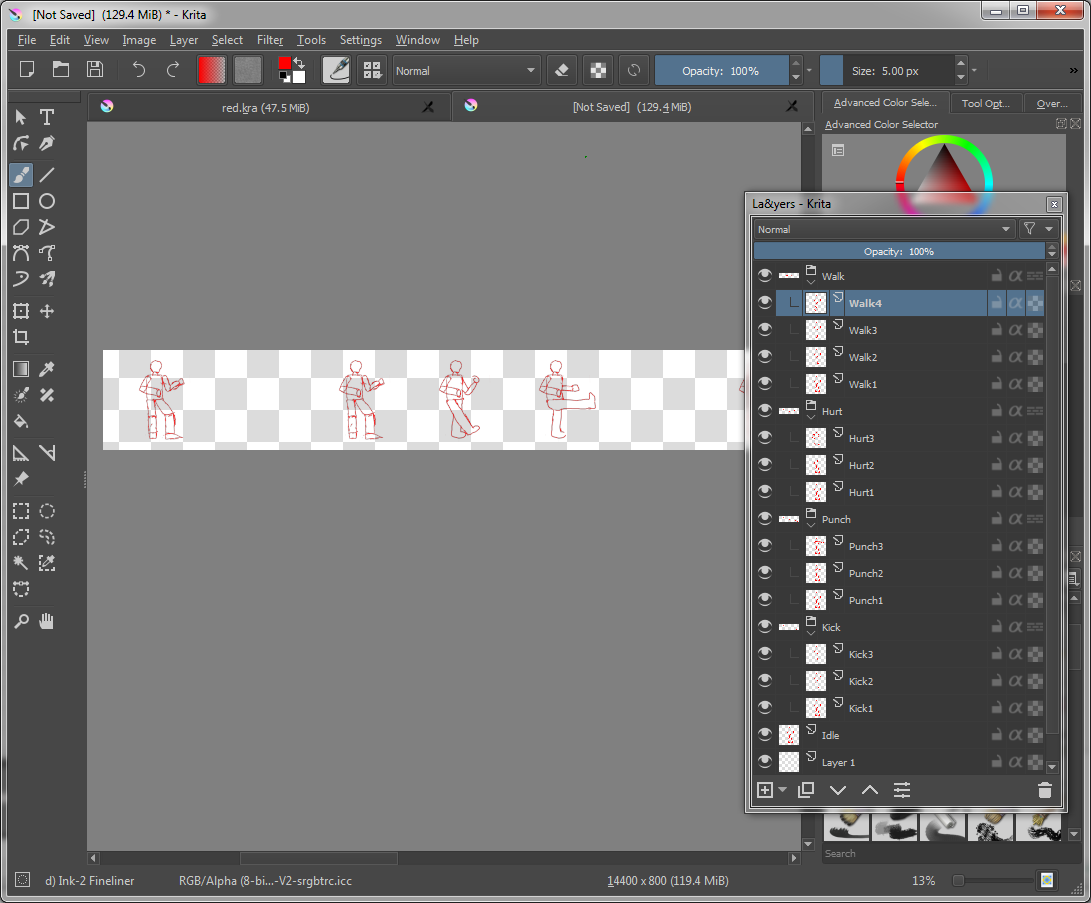 [Not Saved]  (129.4 MiB) * - Krita
File Edit View Image Layer Select Filter Tools Settings Window Help
Normal Opacity: 100% Size: 5.00 px »
red.kra (47.5 MiB) [Not Saved]  (129.4 MiB) Advanced Color Sele... Tool Opt... Over...
Advanced Color Selector
La&yers - Krita
Normal
Opacity: 100%
Walk
Walk4
Walk3
Walk2
Walk1
Hurt
Hurt3
Hurt2
Hurt1
Punch
Punch3
Punch2
Punch1
Kick
Kick3
Kick2
Kick1
Idle
Layer 1
Search
d) Ink-2 Fineliner RGB/Alpha (8-bi...-V2-srgbtrc.icc 14400 x 800 (119.4 MiB) 13%